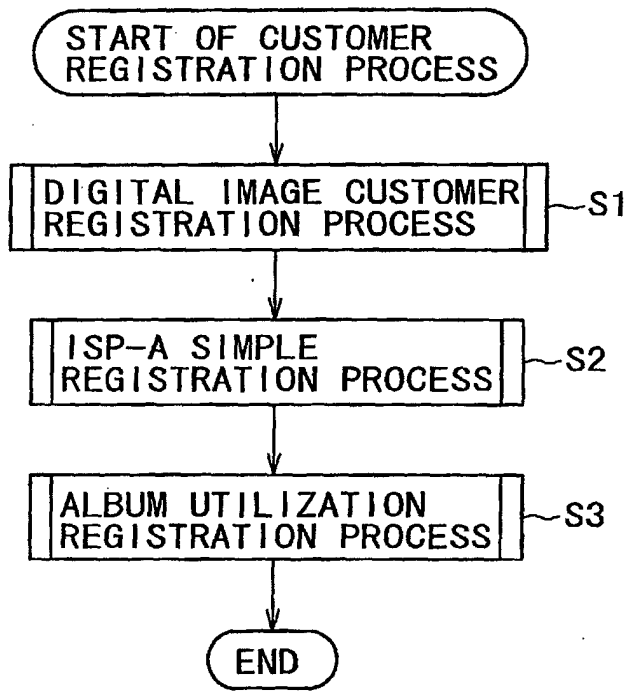 START OF CUSTOMER
REGISTRATION PROCESS
DIGITAL IMAGE CUSTOMER
REGISTRATION PROCESS
S1
ISP-A SIMPLE
REGISTRATION PROCESS
S2
ALBUM UTILIZATION
REGISTRATION PROCESS
S3
END